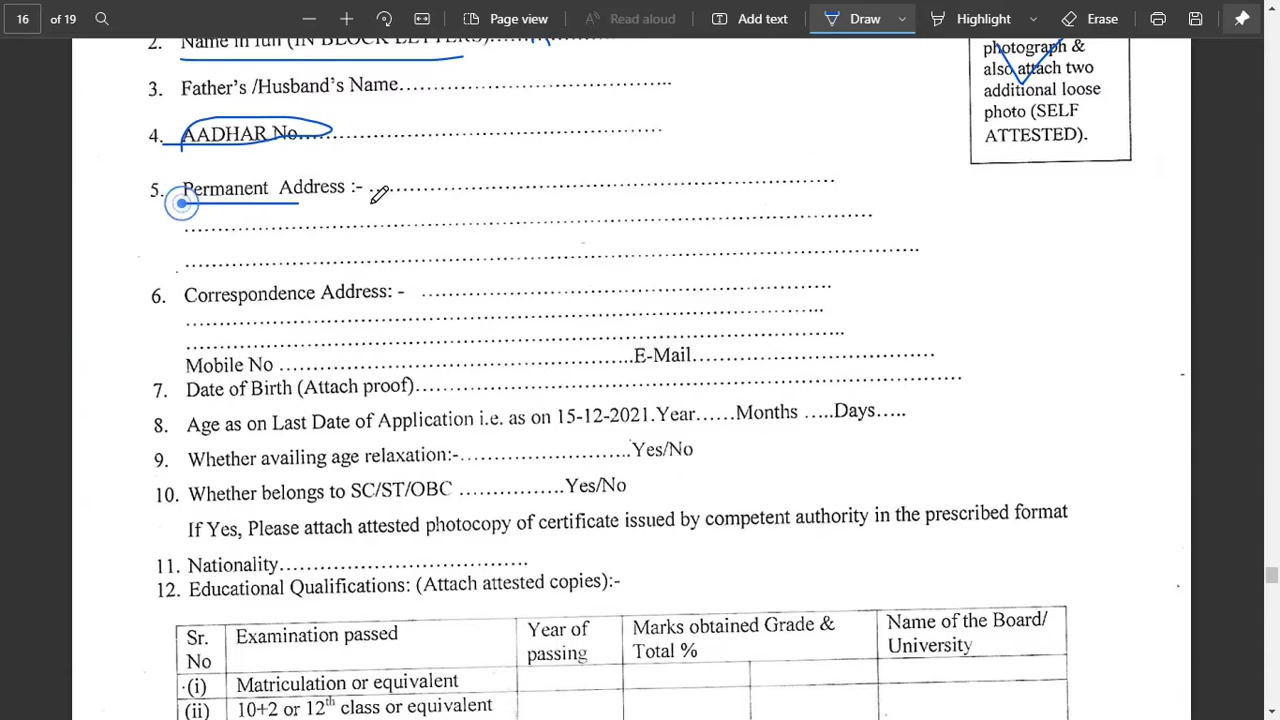 16 of 19 Page view Read aloud Add text Draw Highlight Erase
2. Name in full (IN BLOCK LETTERS)......
photograph &
also attach two
additional loose
photo (SELF
ATTESTED).
3. Father's /Husband's Name..................................................
4. AADHAR No..............................................................
5. Permanent Address :- ................................................................................
........................................................................................................................
................................................................................................................................
6. Correspondence Address: - ......................................................................
..............................................................................................................
..................................................................................................................
Mobile No ............................................................E-Mail...........................................
Date of Birth (Attach proof)................................................................................................
7.
8. Age as on Last Date of Application i.e. as on 15-12-2021.Year......Months .....Days.....
9. Whether availing age relaxation:-..............................Yes/No
10. Whether belongs to SC/ST/OBC ................Yes/No
If Yes, Please attach attested photocopy of certificate issued by competent authority in the prescribed format
11. Nationality.....................................
12. Educational Qualifications: (Attach attested copies):-
Sr. No Examination passed Year of passing Marks obtained Grade & Total % Name of the Board/ University
(i) Matriculation or equivalent
(ii) 10+2 or 12th class or equivalent